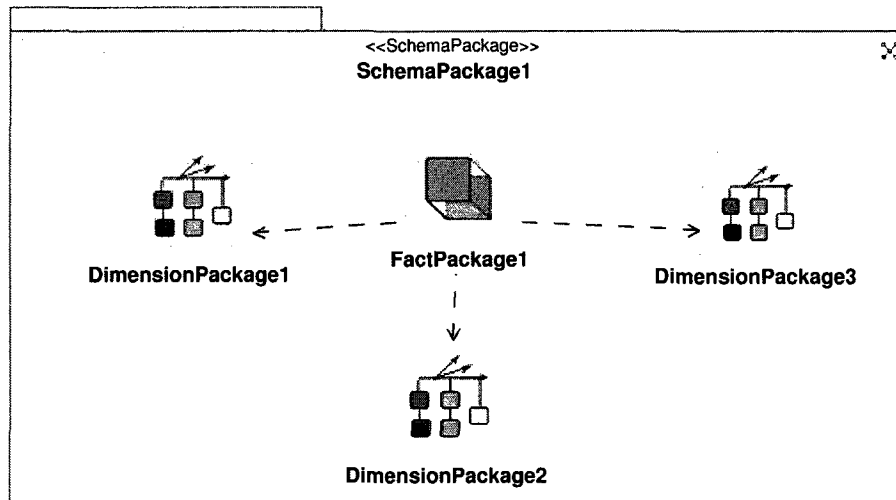 <<SchemaPackage>>
SchemaPackage1
DimensionPackage1
FactPackage1
DimensionPackage3
DimensionPackage2